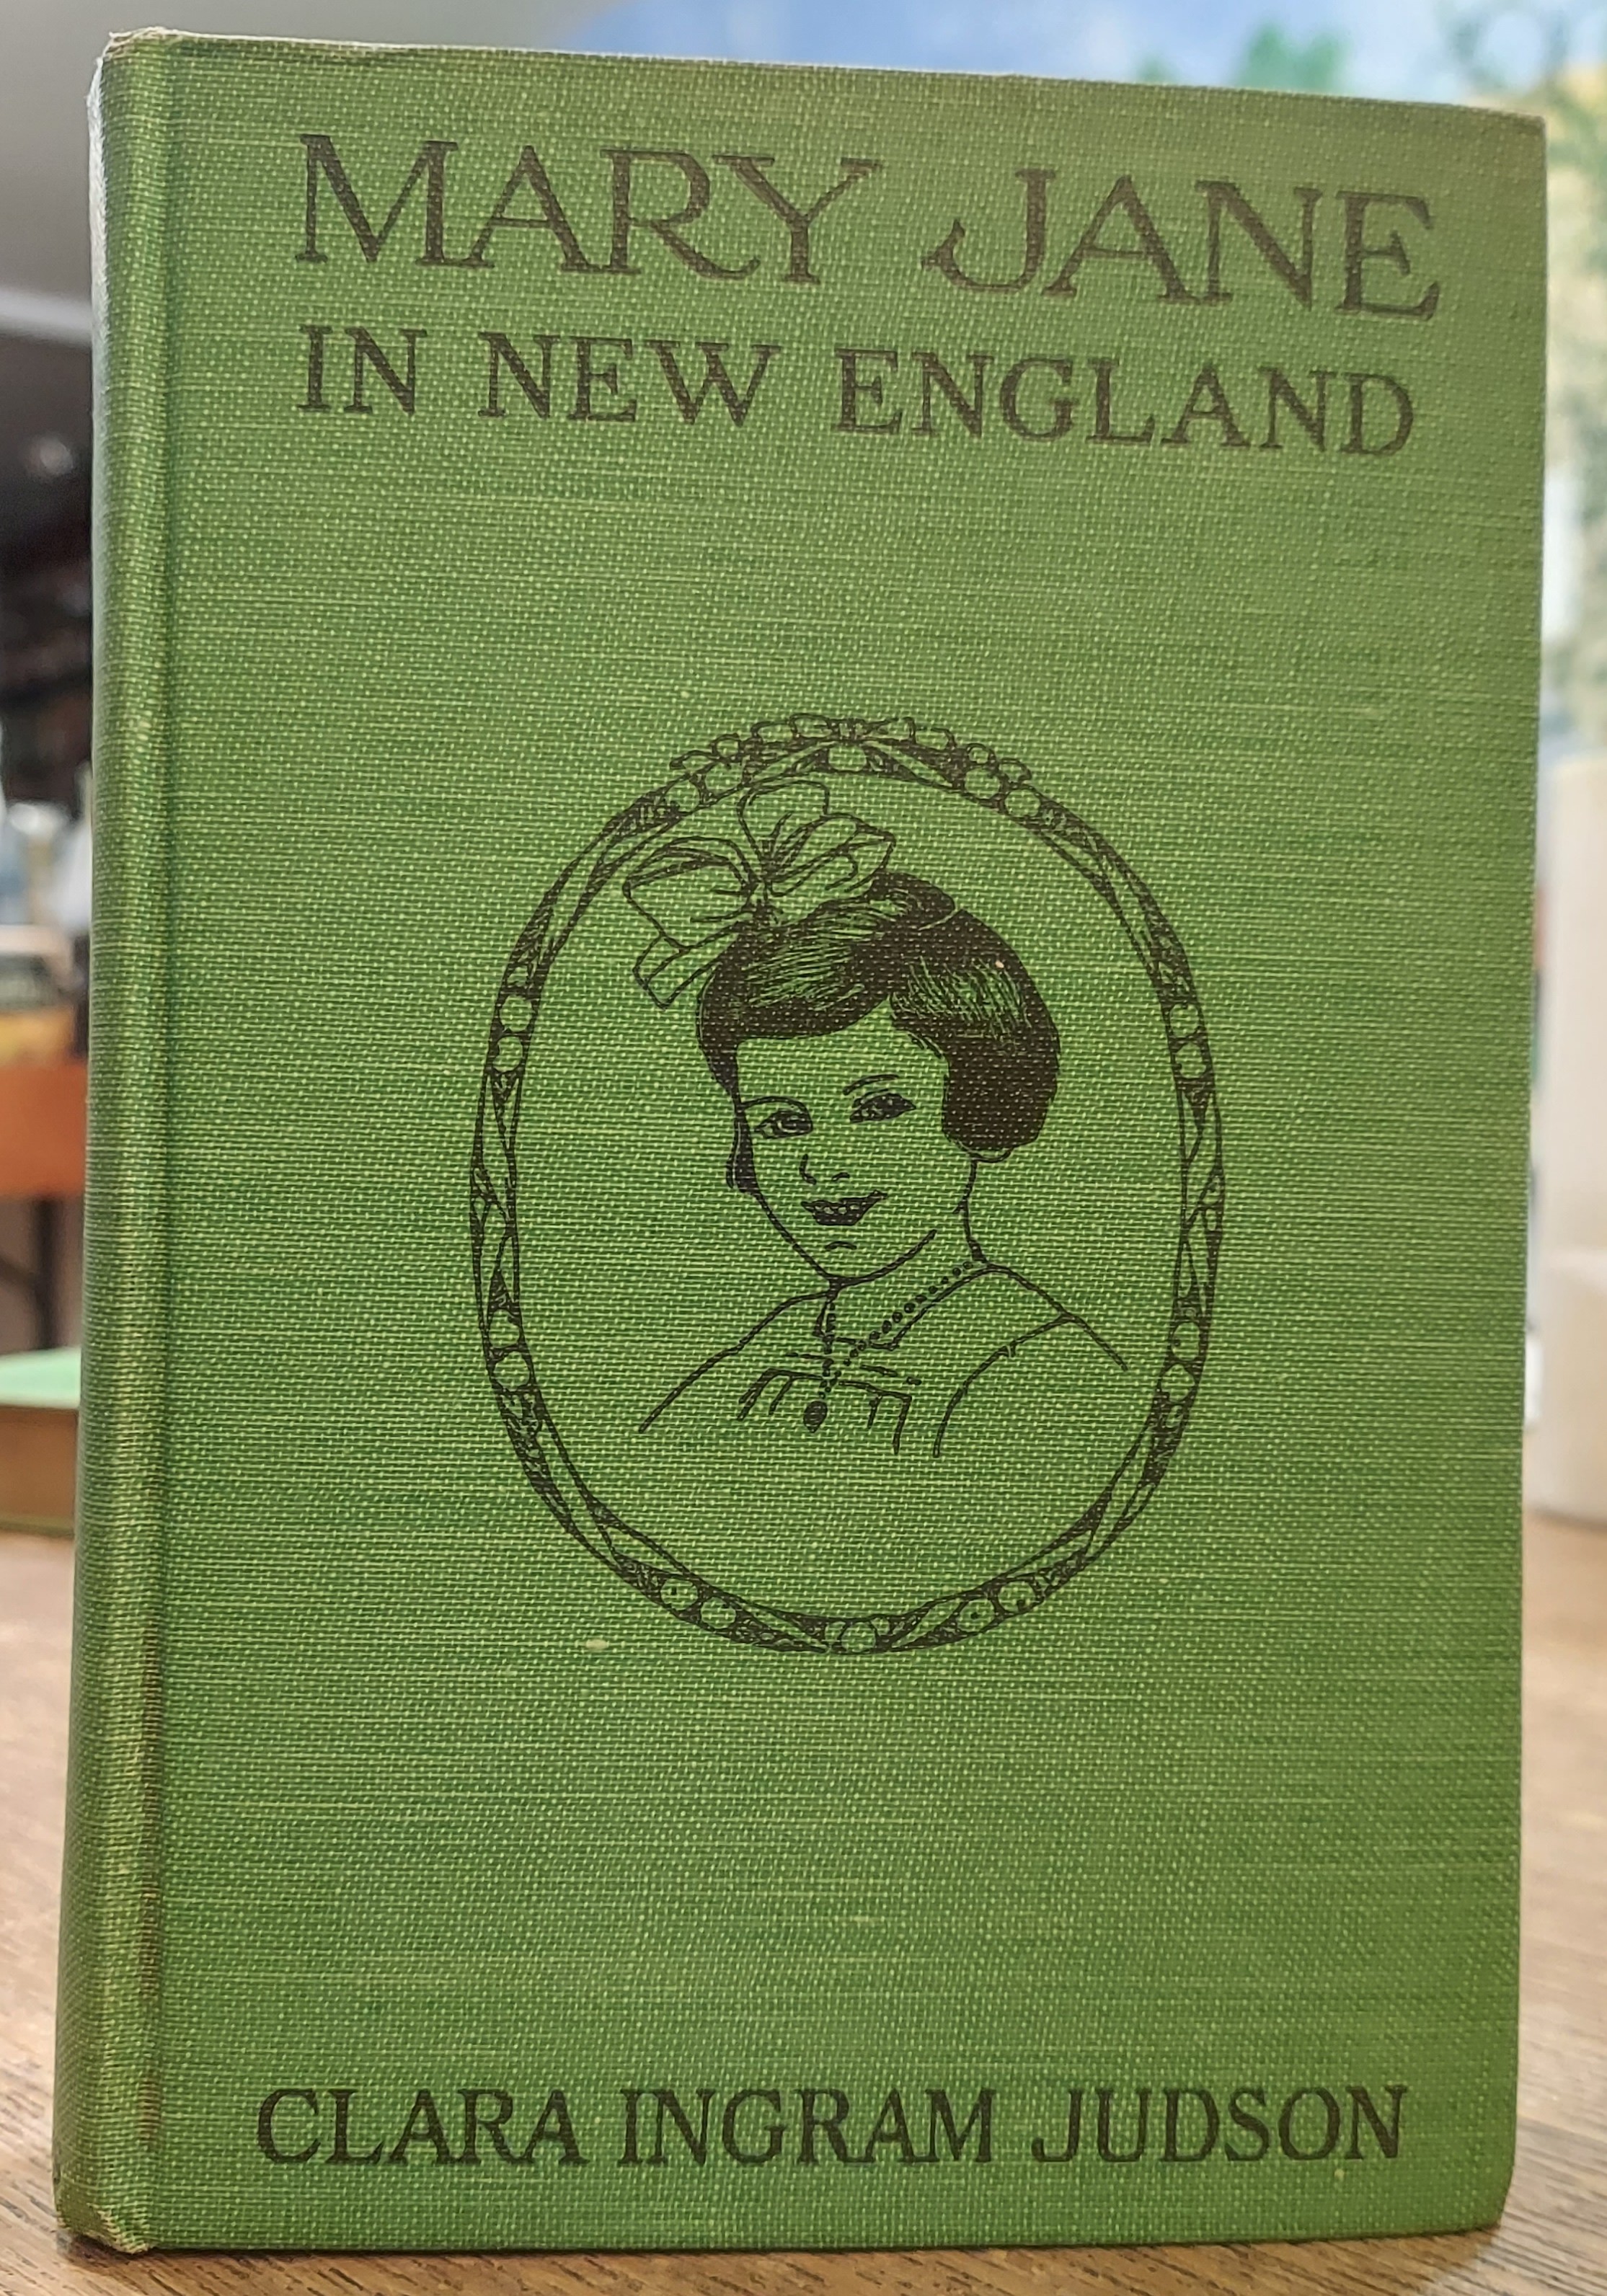 MARY JANE
IN NEW ENGLAND
CLARA INGRAM JUDSON